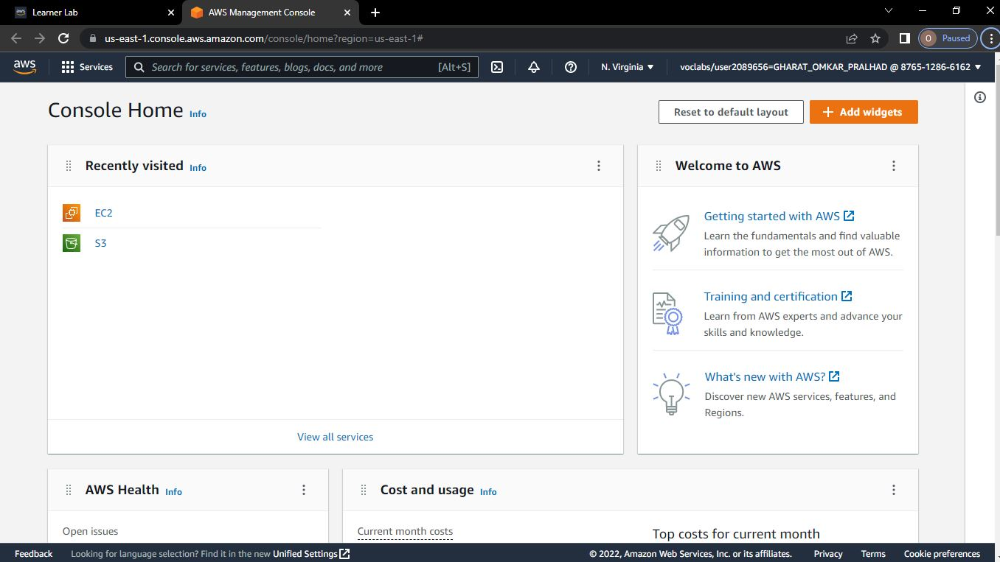 aws Learner Lab
AWS Management Console
us-east-1.console.aws.amazon.com/console/home?region=us-east-1#
O Paused
aws Services Search for services, features, blogs, docs, and more [Alt+S] N. Virginia voclabs/user2089656=GHARAT_OMKAR_PRALHAD @ 8765-1286-6162
Console Home Info
Reset to default layout
Add widgets
Recently visited Info
EC2
S3
View all services
Welcome to AWS
Getting started with AWS
Learn the fundamentals and find valuable
information to get the most out of AWS.
Training and certification
Learn from AWS experts and advance your
skills and knowledge.
What's new with AWS?
Discover new AWS services, features, and
Regions.
AWS Health Info
Open issues
Cost and usage Info
Current month costs
Top costs for current month
Feedback Looking for language selection? Find it in the new Unified Settings © 2022, Amazon Web Services, Inc. or its affiliates. Privacy Terms Cookie preferences